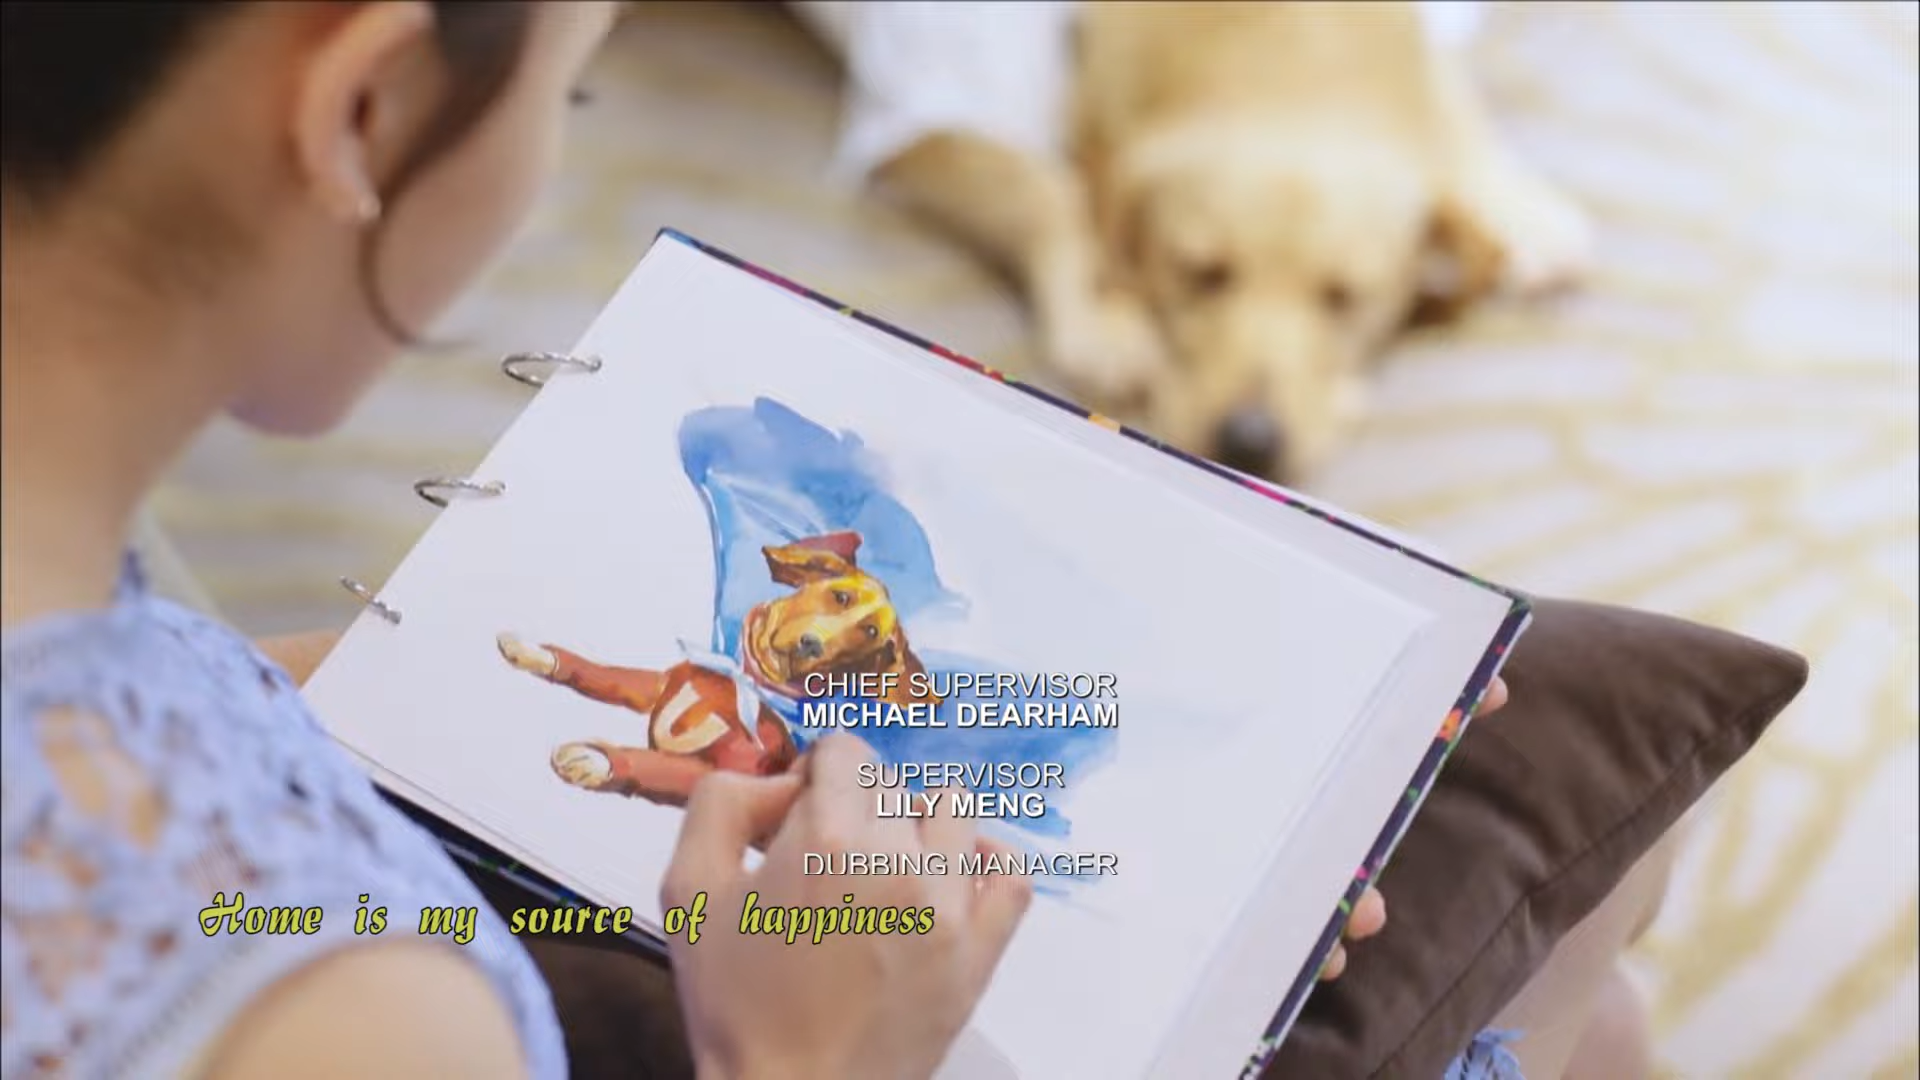 U
CHIEF SUPERVISOR
MICHAEL DEARHAM
SUPERVISOR
LILY MENG
DUBBING MANAGER
Home is my source of happiness